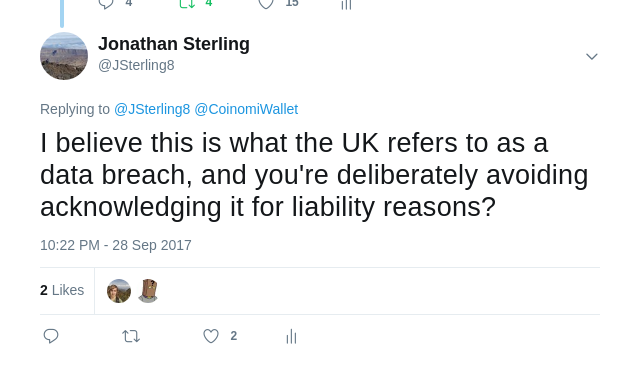 4 4 15
Jonathan Sterling
@JSterling8
Replying to @JSterling8 @CoinomiWallet
I believe this is what the UK refers to as a
data breach, and you're deliberately avoiding
acknowledging it for liability reasons?
10:22 PM - 28 Sep 2017
2 Likes
2